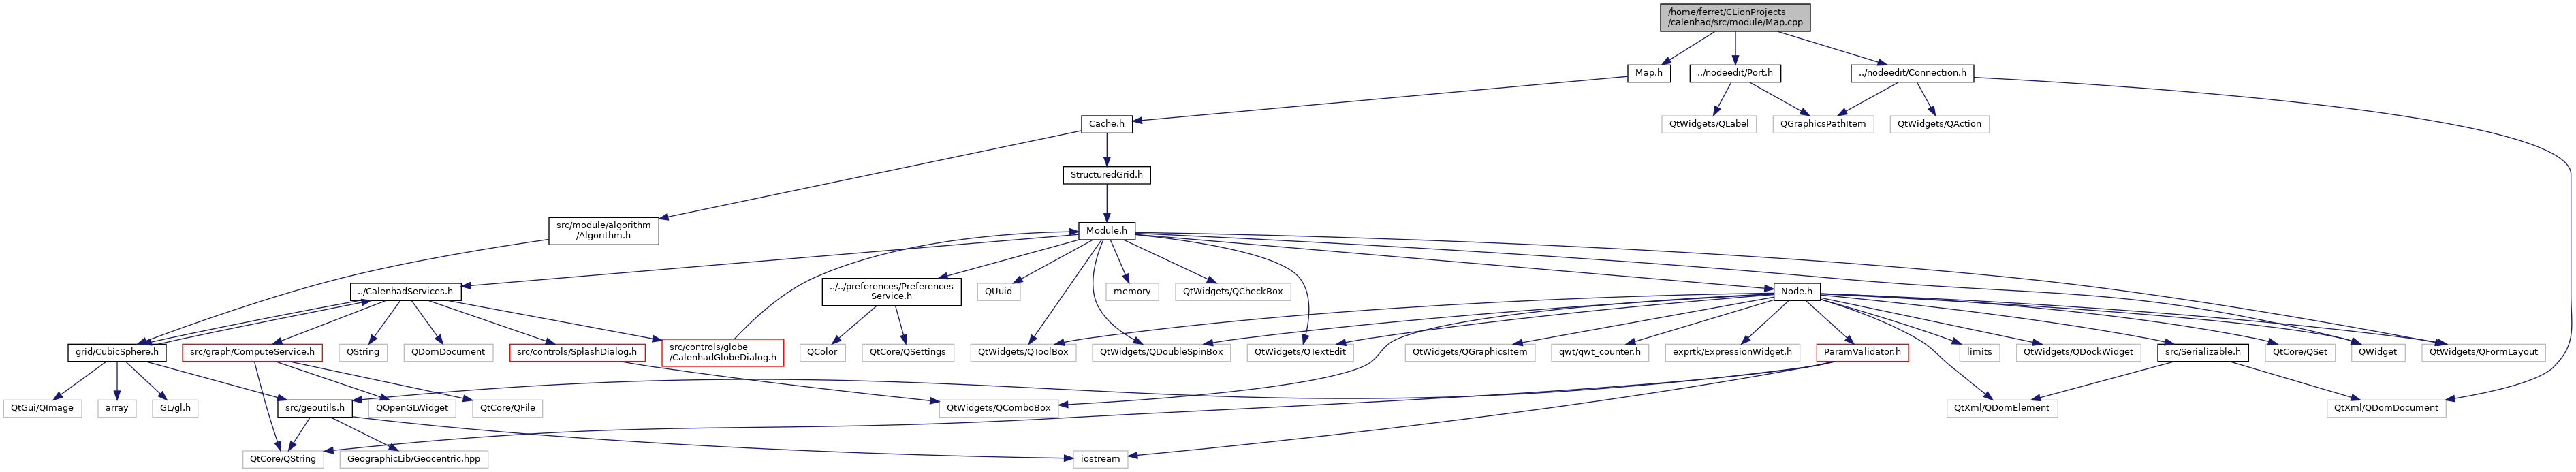 /home/ferret/CLionProjects
/calenhad/src/module/Map.cpp
Map.h
../nodeedit/Port.h
../nodeedit/Connection.h
Cache.h
QtWidgets/QLabel
QGraphicsPathItem
QtWidgets/QAction
StructuredGrid.h
src/module/algorithm
/Algorithm.h
Module.h
../CalenhadServices.h
../../preferences/Preferences
Service.h
QUuid
memory
QtWidgets/QCheckBox
Node.h
grid/CubicSphere.h
src/graph/ComputeService.h
QString
QDomDocument
src/controls/SplashDialog.h
src/controls/globe
/CalenhadGlobeDialog.h
QColor
QtCore/QSettings
QtWidgets/QToolBox
QtWidgets/QDoubleSpinBox
QtWidgets/QTextEdit
QtWidgets/QGraphicsItem
qwt/qwt_counter.h
exprtk/ExpressionWidget.h
ParamValidator.h
limits
QtWidgets/QDockWidget
src/Serializable.h
QtCore/QSet
QWidget
QtWidgets/QFormLayout
QtGui/QImage
array
GL/gl.h
src/geoutils.h
QOpenGLWidget
QtCore/QFile
QtWidgets/QComboBox
QtXml/QDomElement
QtXml/QDomDocument
QtCore/QString
GeographicLib/Geocentric.hpp
iostream